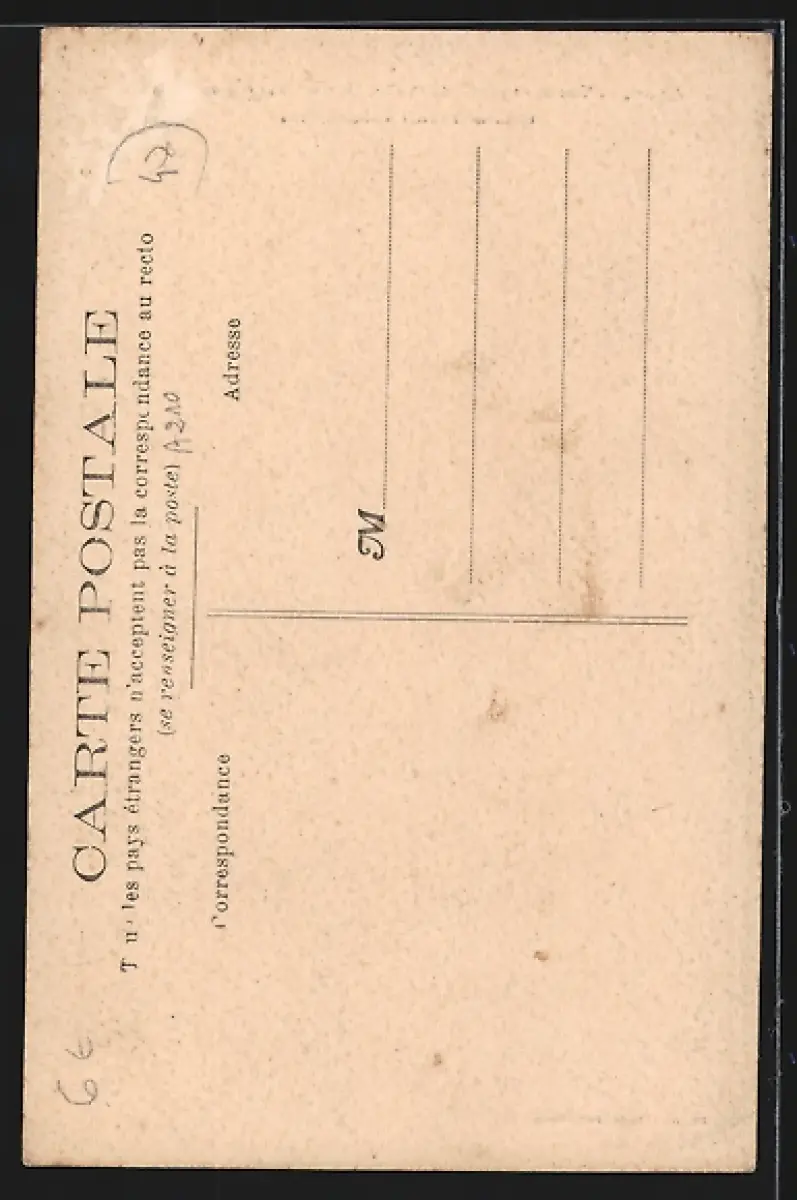 CARTE POSTALE
T u les pays étrangers n'acceptent pas la correspondance au recto
(se renseigner à la poste) A210
47
Correspondance
Adresse
M
6 €